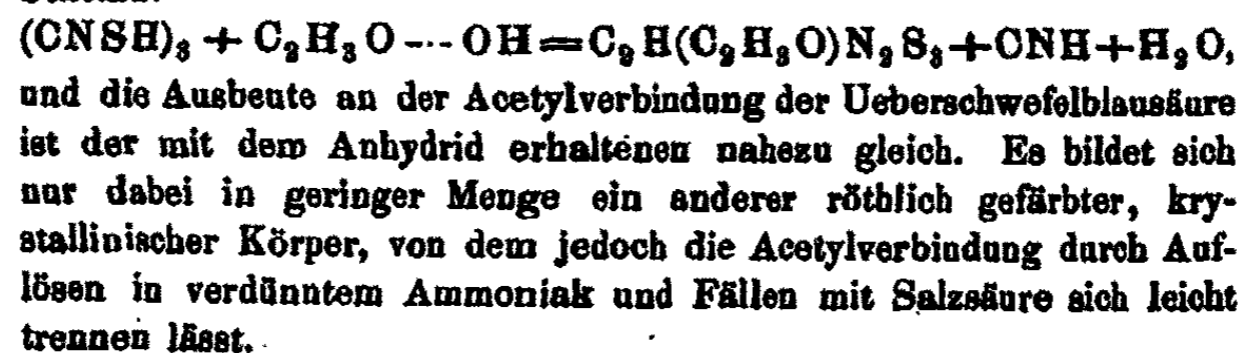 (CNSH)₃ + C₂H₃O --- OH = C₂H(C₂H₃O)N₂S₃ + CNH + H₂O,
und die Ausbeute an der Acetylverbindung der Ueberschwefelblausäure
ist der mit dem Anhydrid erhaltenen nahezu gleich. Es bildet sich
nur dabei in geringer Menge ein anderer röthlich gefärbter, kry-
stallinischer Körper, von dem jedoch die Acetylverbindung durch Auf-
lösen in verdünntem Ammoniak und Fällen mit Salzsäure sich leicht
trennen lässt.